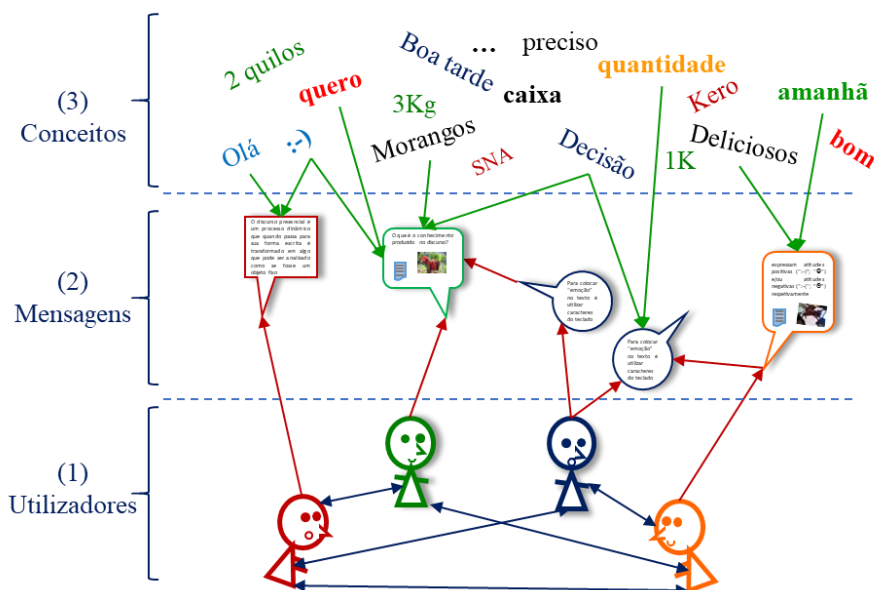 (3)
Conceitos
2 quilos
quero
Olá
:-)
Boa tarde
...
preciso
caixa
3Kg
Morangos
SNA
quantidade
Kero
Decisão
1K
Deliciosos
amanhã
bom
(2)
Mensagens
O discurso presencial é
um processo dinâmico
que quando passa para
sua forma escrita é
transformado em algo
que pode ser analisado
como se fosse um
objeto fixo
O que é o conhecimento
produzido no discurso?
Para colocar
"emoção"
no texto é
utilizar
caracteres
do teclado
Para colocar
"emoção"
no texto é
utilizar
caracteres
do teclado
expressam atitudes
positivas
e/ou atitudes
negativas
respetivamente
(1)
Utilizadores